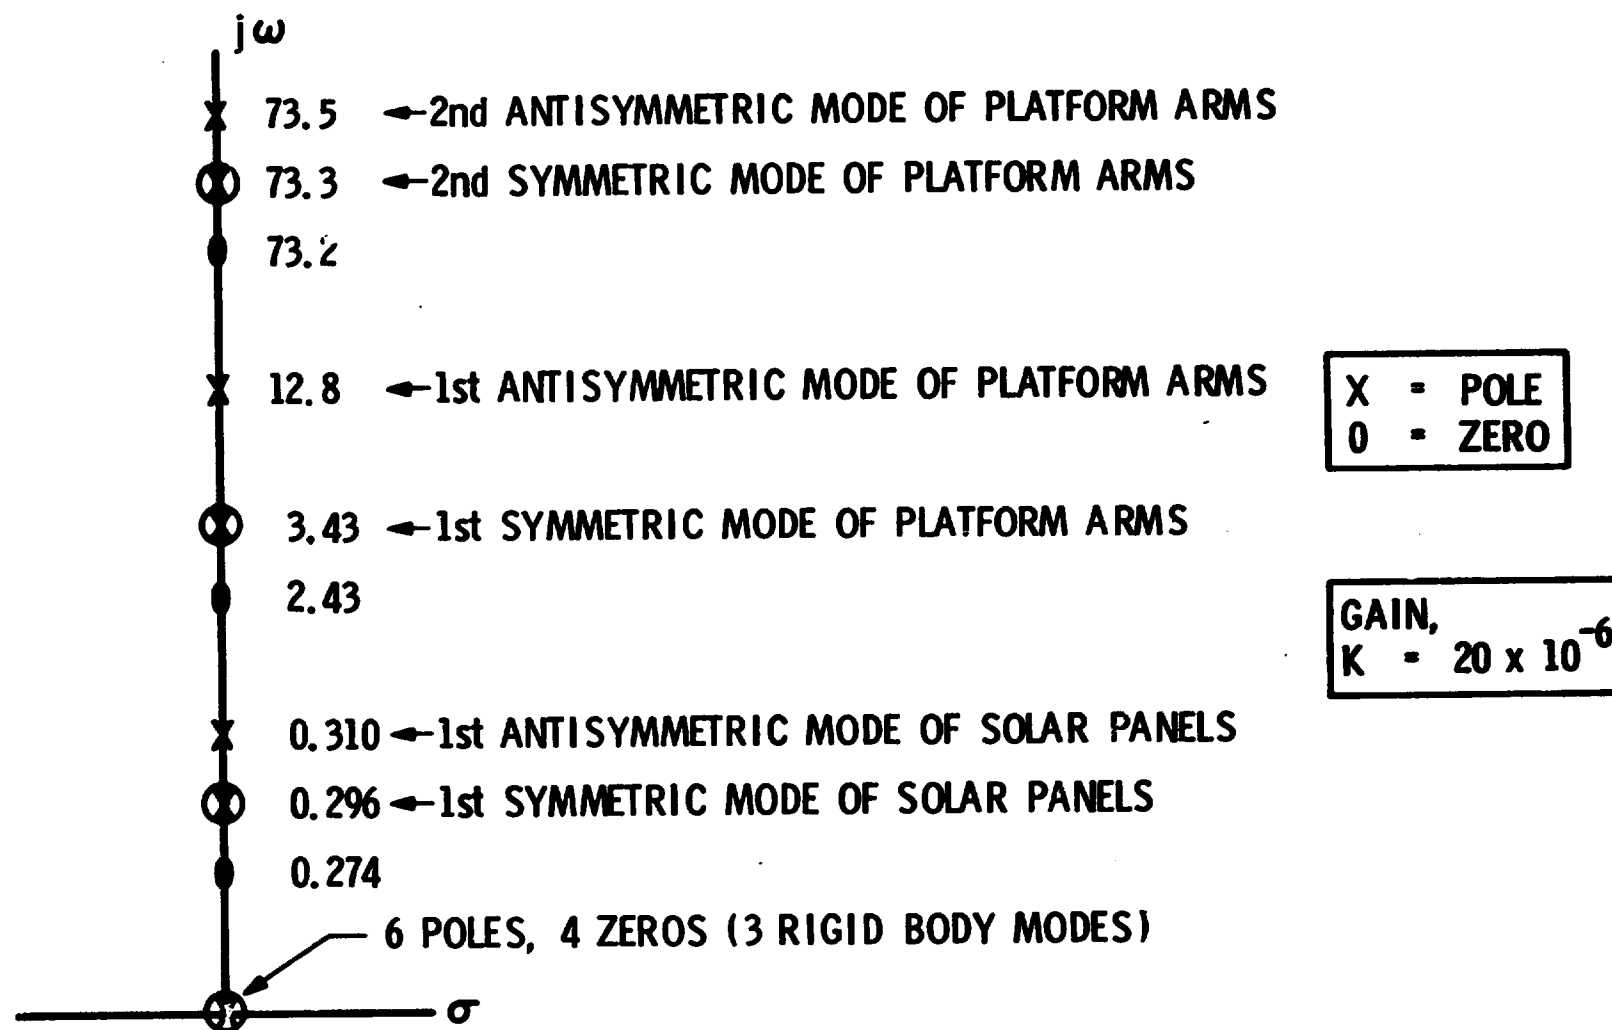 jω
73.5 ←2nd ANTISYMMETRIC MODE OF PLATFORM ARMS
73.3 ←2nd SYMMETRIC MODE OF PLATFORM ARMS
73.2
12.8 ←1st ANTISYMMETRIC MODE OF PLATFORM ARMS
X = POLE
0 = ZERO
3.43 ←1st SYMMETRIC MODE OF PLATFORM ARMS
2.43
GAIN,
K = 20 x 10⁻⁶
0.310 ←1st ANTISYMMETRIC MODE OF SOLAR PANELS
0.296 ←1st SYMMETRIC MODE OF SOLAR PANELS
0.274
6 POLES, 4 ZEROS (3 RIGID BODY MODES)
σ